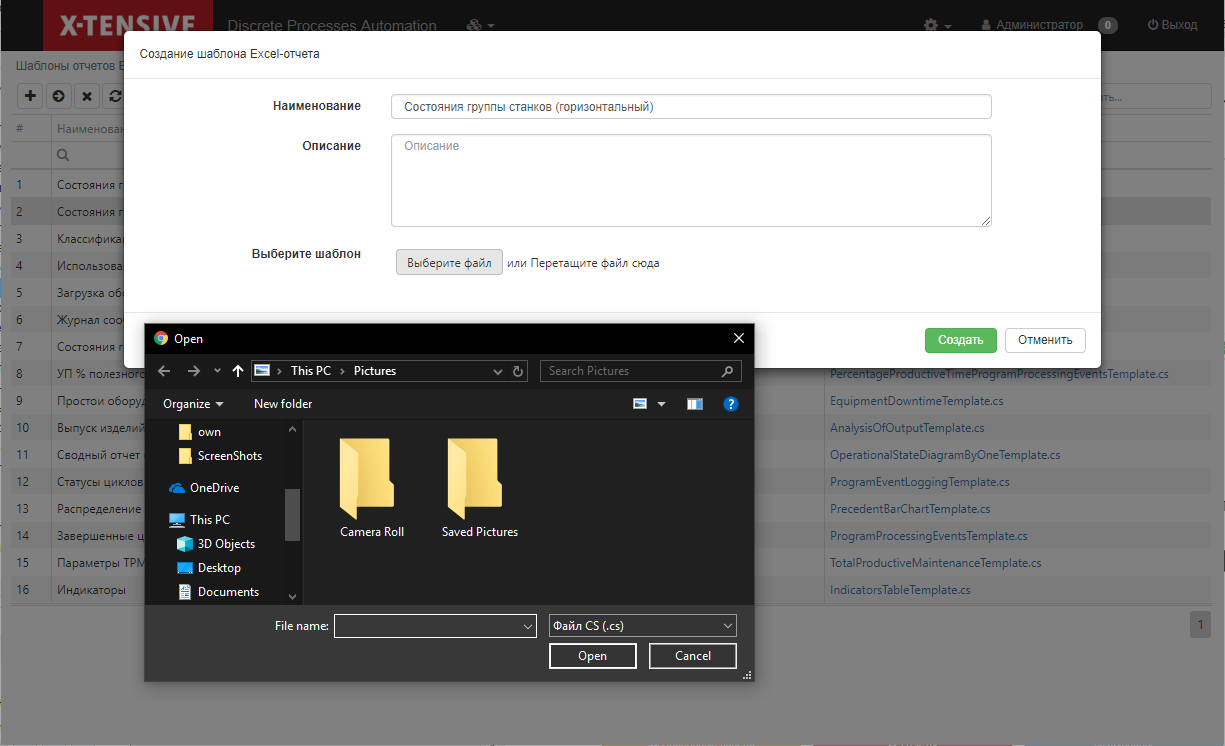 X-TENSIVE Discrete Processes Automation Администратор 0 Выход
Шаблоны отчетов E
Создание шаблона Excel-отчета
Наименование Состояния группы станков (горизонтальный)
Описание Описание
Выберите шаблон Выберите файл или Перетащите файл сюда
Создать Отменить
# Наименован
1 Состояния г
2 Состояния г
3 Классифика
4 Использова
5 Загрузка об
6 Журнал соо
7 Состояния г
8 УП % полезног PercentageProductiveTimeProgramProcessingEventsTemplate.cs
9 Простои оборуд EquipmentDowntimeTemplate.cs
10 Выпуск изделий AnalysisOfOutputTemplate.cs
11 Сводный отчет OperationalStateDiagramByOneTemplate.cs
12 Статусы циклов ProgramEventLoggingTemplate.cs
13 Распределение PrecedentBarChartTemplate.cs
14 Завершенные ц ProgramProcessingEventsTemplate.cs
15 Параметры TPM TotalProductiveMaintenanceTemplate.cs
16 Индикаторы IndicatorsTableTemplate.cs
1
Open
This PC Pictures Search Pictures
Organize New folder
own
ScreenShots
OneDrive
This PC
3D Objects
Desktop
Documents
Camera Roll Saved Pictures
File name: Файл CS (.cs)
Open Cancel